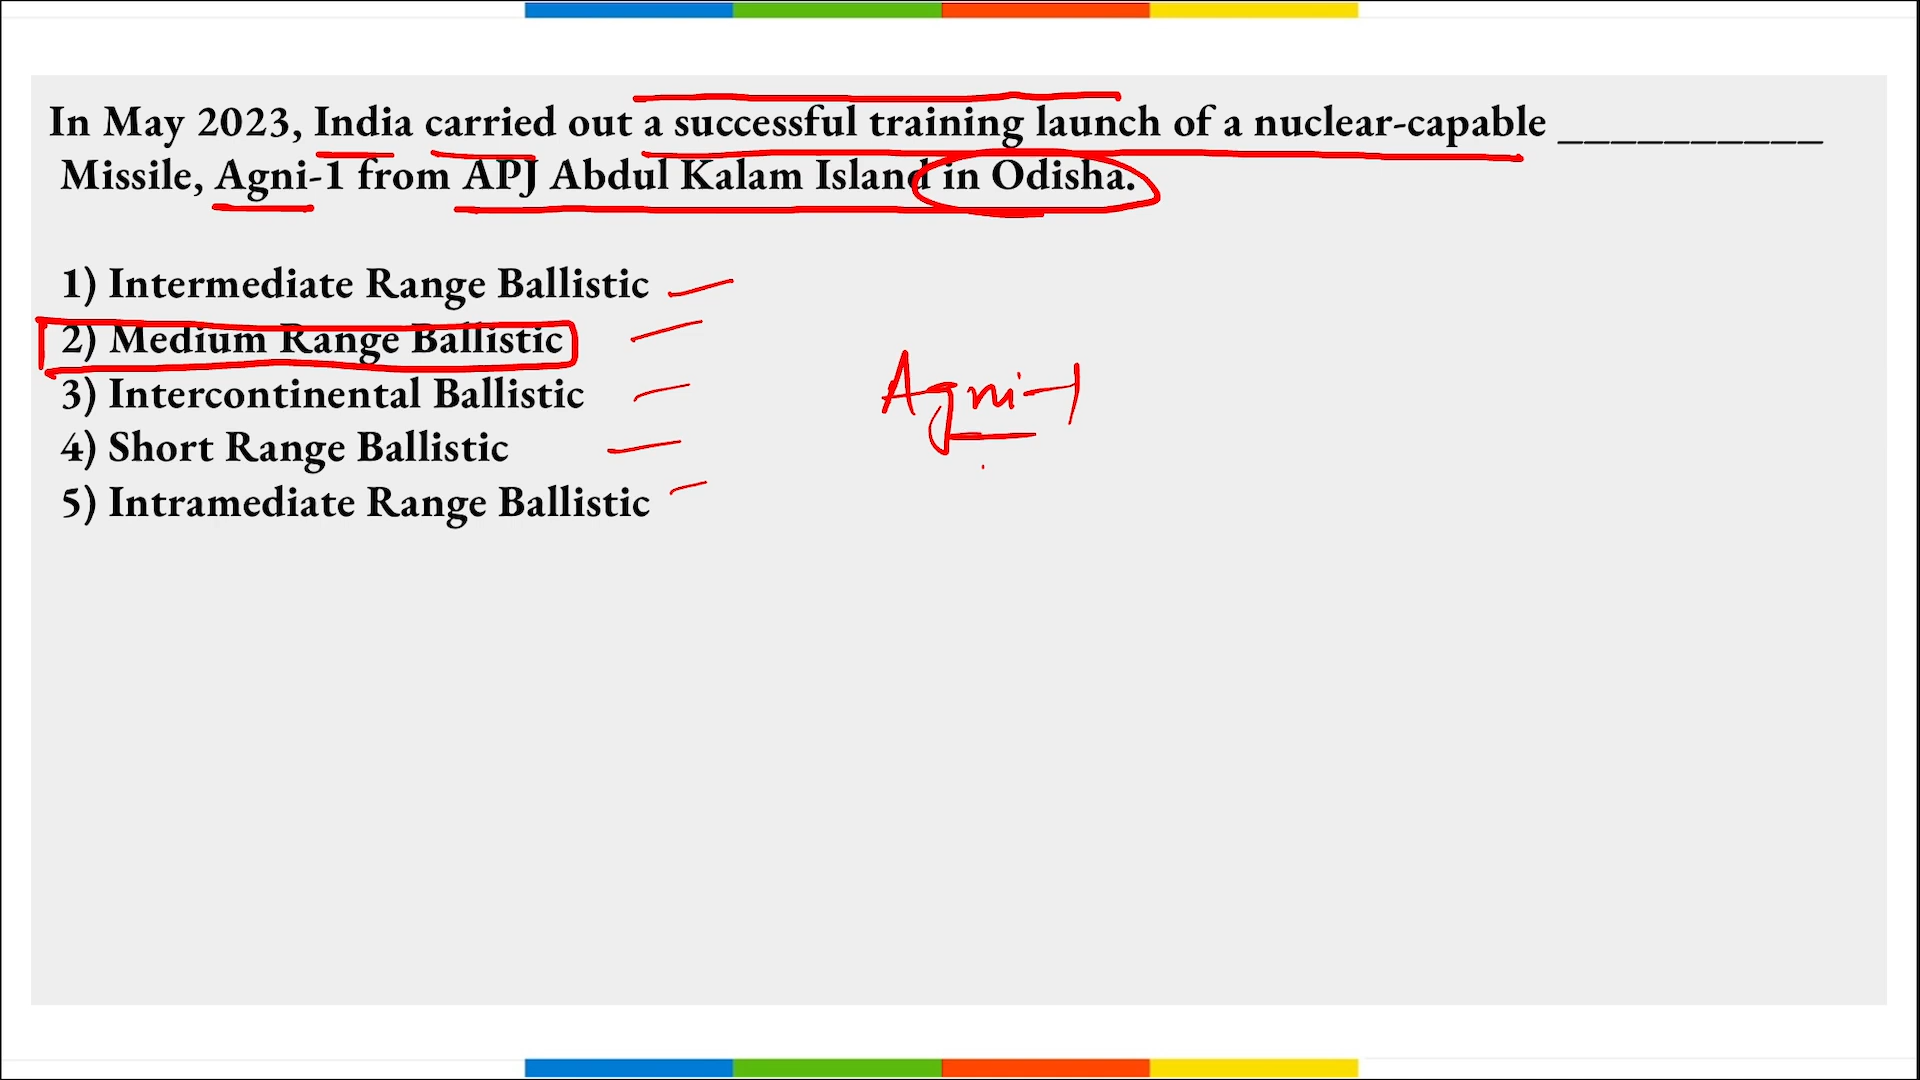 In May 2023, India carried out a successful training launch of a nuclear-capable ___________
Missile, Agni-1 from APJ Abdul Kalam Island in Odisha.
1) Intermediate Range Ballistic
2) Medium Range Ballistic
3) Intercontinental Ballistic
Agni-1
4) Short Range Ballistic
5) Intramediate Range Ballistic